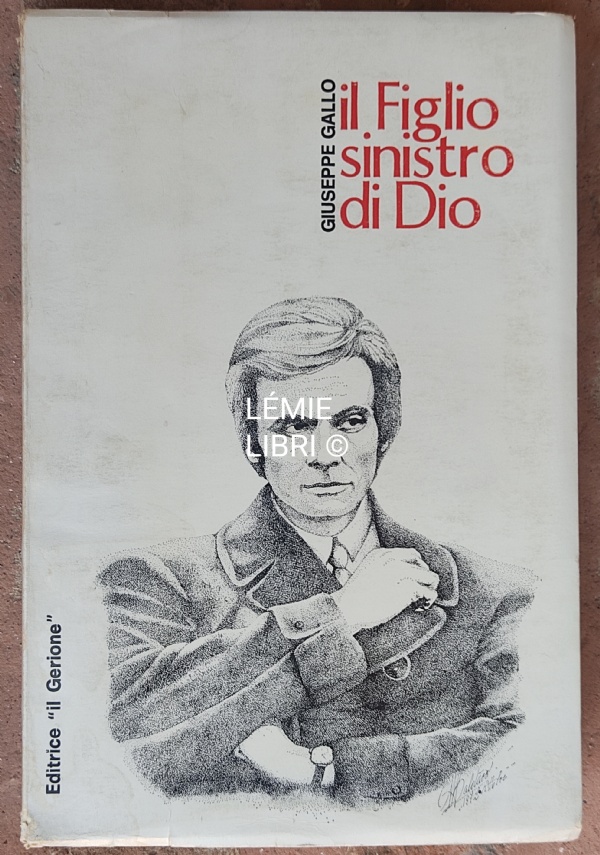 GIUSEPPE GALLO
il Figlio
sinistro
di Dio
LÉMIE
LIBRI ©
Editrice "il Gerione"